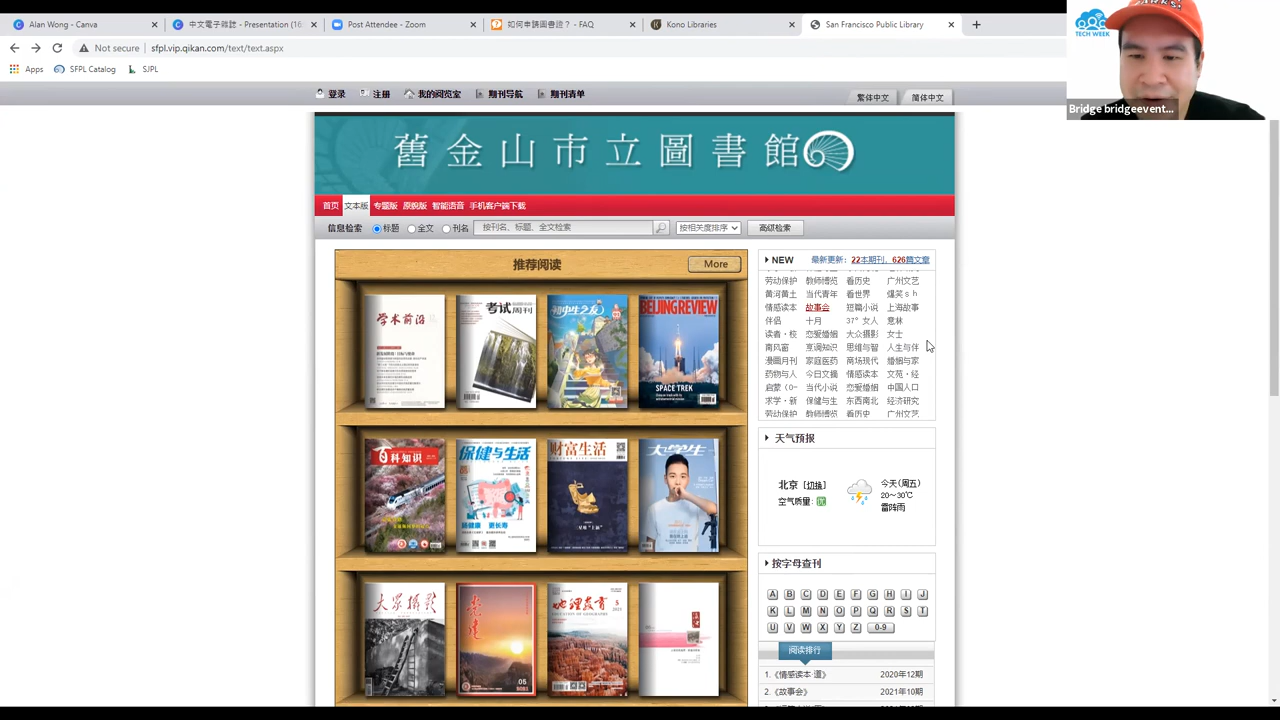 Alan Wong - Canva
中文電子雜誌 - Presentation (16
Post Attendee - Zoom
如何申請圖書證？ - FAQ
Kono Libraries
San Francisco Public Library
Not secure
sfpl.vip.qikan.com/text/text.aspx
Apps
SFPL Catalog
SJPL
TECH WEEK
Bridge bridgeevent...
登录
注册
我的阅览室
期刊导航
期刊清单
繁体中文
简体中文
舊金山市立圖書館
首页
文本版
专题版
原貌版
智能语音
手机客户端下载
信息检索
标题
全文
刊名
按刊名、标题、全文检索
按相关度排序
高级检索
推荐阅读
More
学术前沿
考试周刊
初中生之友
BEIJING REVIEW
SPACE TREK
百科知识
保健与生活
更长寿
财富生活
大学生
大众摄影
05
地理教育
NEW
最新更新：22本期刊，626篇文章
劳动保护 教师博览 看历史 广州文艺
黄河黄土 当代青年 看世界 爆笑sh
情感读本 故事会 短篇小说 上海故事
伴侣 十月 37°女人 意林
读者·校 恋爱婚姻 大众摄影 女士
南风窗 烹调知识 思维与智 人生与伴
漫画月刊 家庭医药 商场现代 婚姻与家
药物与人 今日文摘 情感读本 文苑·经
启蒙（0- 当代小说 恋爱婚姻 中国人口
求学·新 保健与生 东西南北 经济研究
劳动保护 教师博览 看历史 广州文艺
天气预报
北京 [切换]
空气质量： 优
今天(周五)
20～30℃
雷阵雨
按字母查刊
A B C D E F G H I J
K L M N O P Q R S T
U V W X Y Z 0-9
阅读排行
1.《情感读本·道》 2020年12期
2.《故事会》 2021年10期